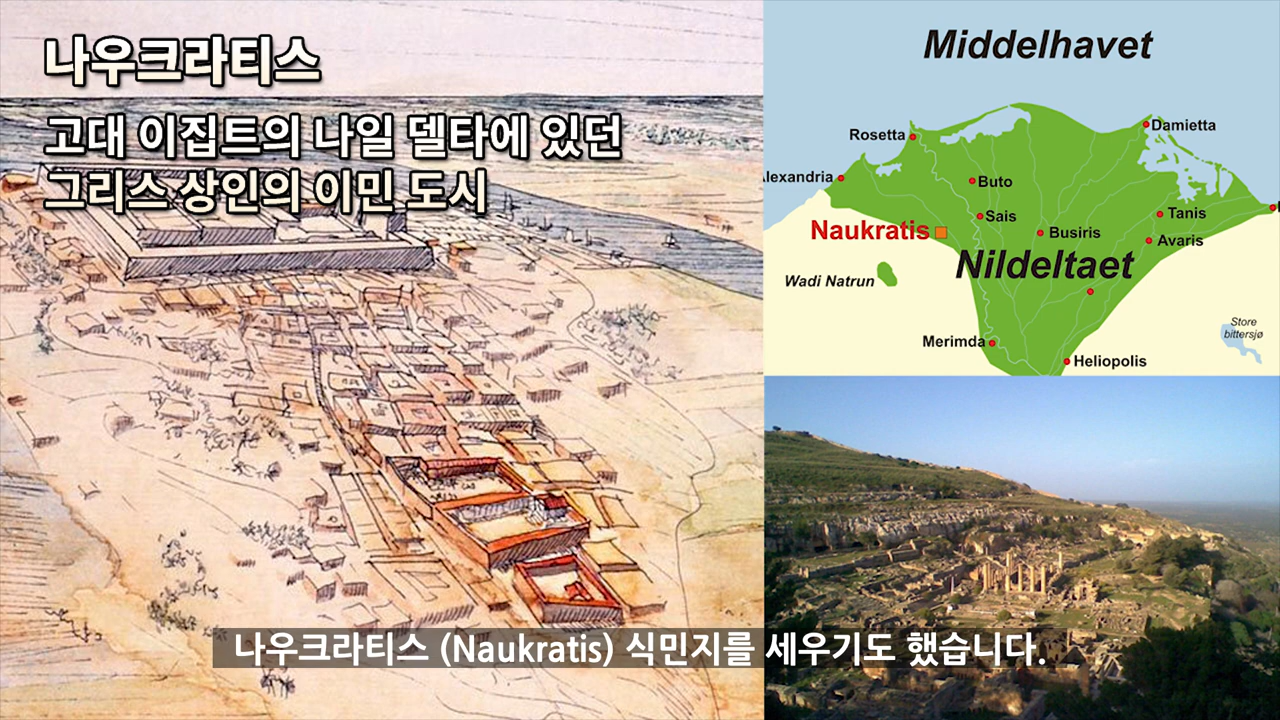 나우크라티스
고대 이집트의 나일 델타에 있던
그리스 상인의 이민 도시
Middelhavet
Rosetta
Damietta
Alexandria
Buto
Sais
Tanis
Naukratis
Busiris
Avaris
Nildeltaet
Wadi Natrun
Store
bittersjø
Merimda
Heliopolis
나우크라티스 (Naukratis) 식민지를 세우기도 했습니다.